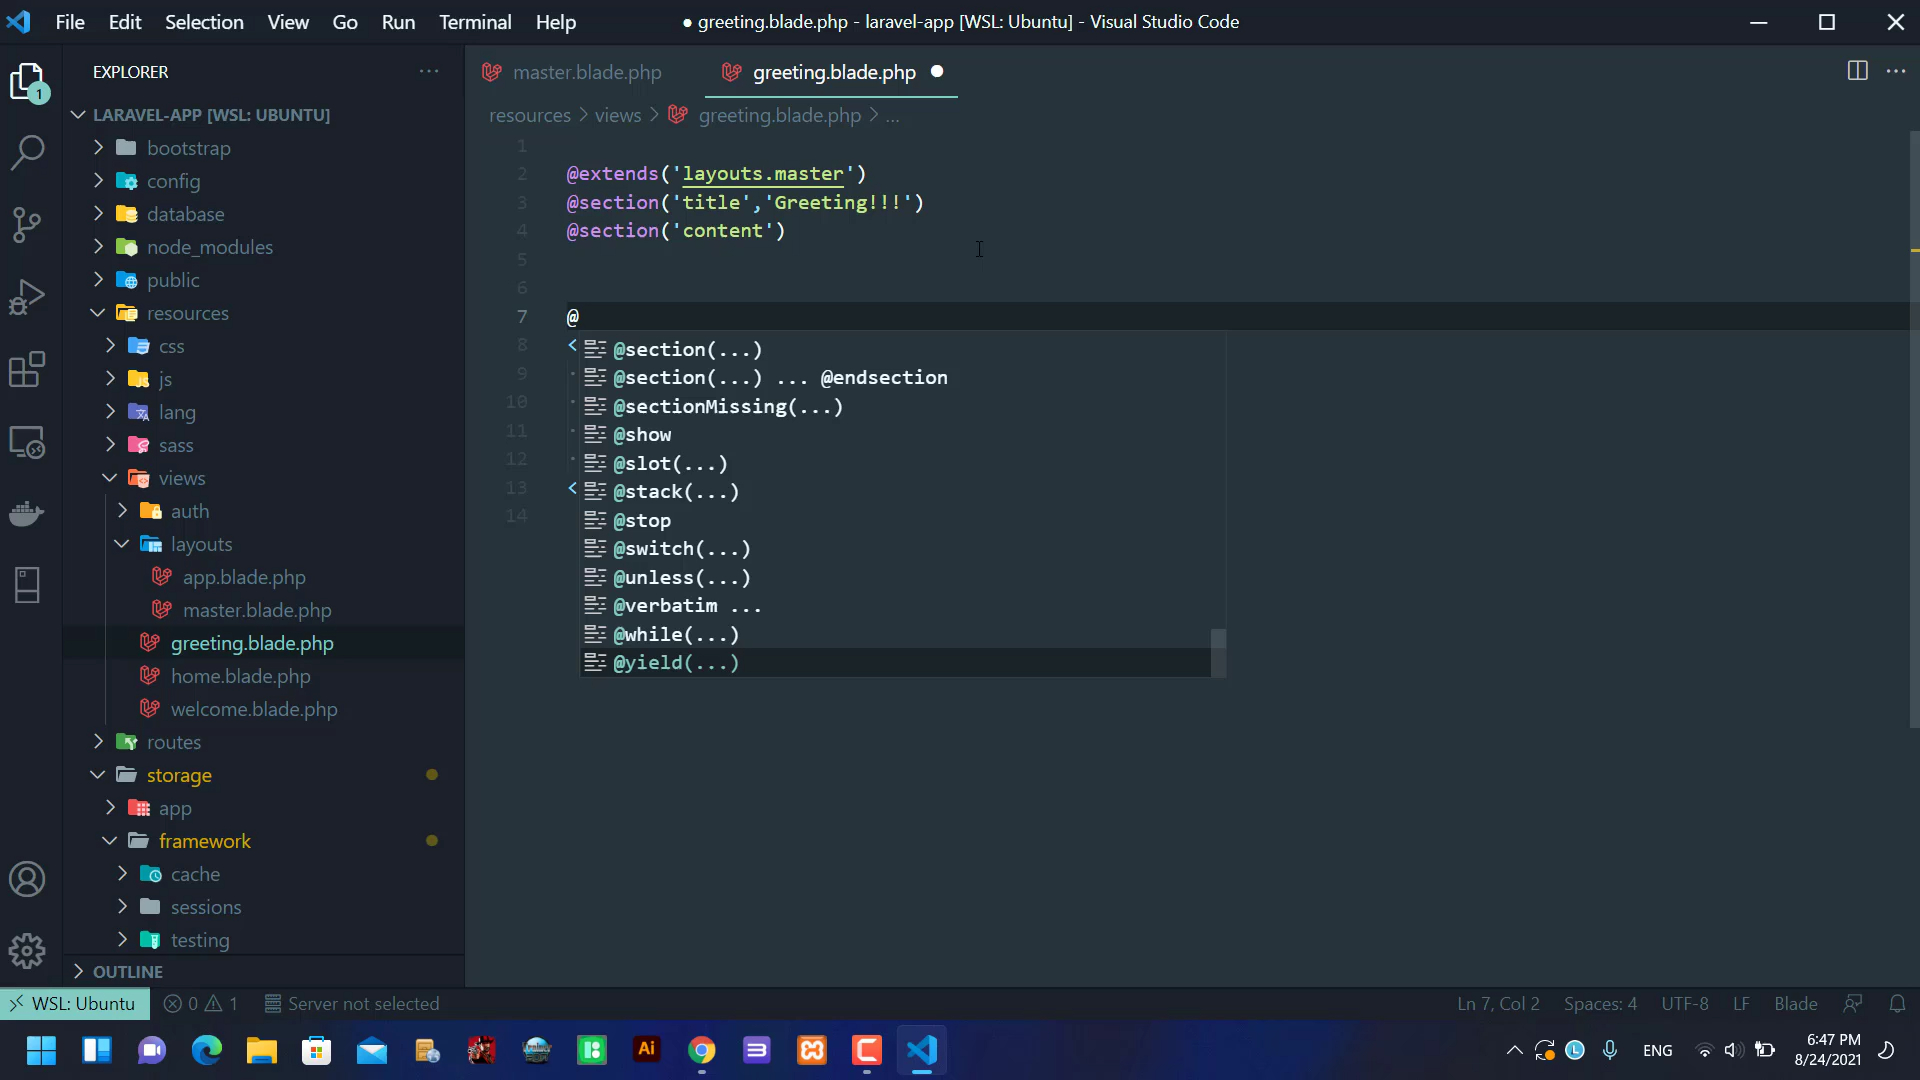 File Edit Selection View Go Run Terminal Help
● greeting.blade.php - laravel-app [WSL: Ubuntu] - Visual Studio Code
EXPLORER
1
LARAVEL-APP [WSL: UBUNTU]
bootstrap
config
database
node_modules
public
resources
css
js
lang
sass
views
auth
layouts
app.blade.php
master.blade.php
greeting.blade.php
home.blade.php
welcome.blade.php
routes
storage
app
framework
cache
sessions
testing
OUTLINE
master.blade.php
greeting.blade.php ●
resources > views > greeting.blade.php > ...
1
2 @extends('layouts.master')
3 @section('title','Greeting!!!')
4 @section('content')
5
6
7 @
8 < @section(...)
9 @section(...) ... @endsection
10 @sectionMissing(...)
11 @show
12 @slot(...)
13 < @stack(...)
14 @stop
@switch(...)
@unless(...)
@verbatim ...
@while(...)
@yield(...)
WSL: Ubuntu 0 1 Server not selected
Ln 7, Col 2 Spaces: 4 UTF-8 LF Blade
Ai
ENG
6:47 PM
8/24/2021